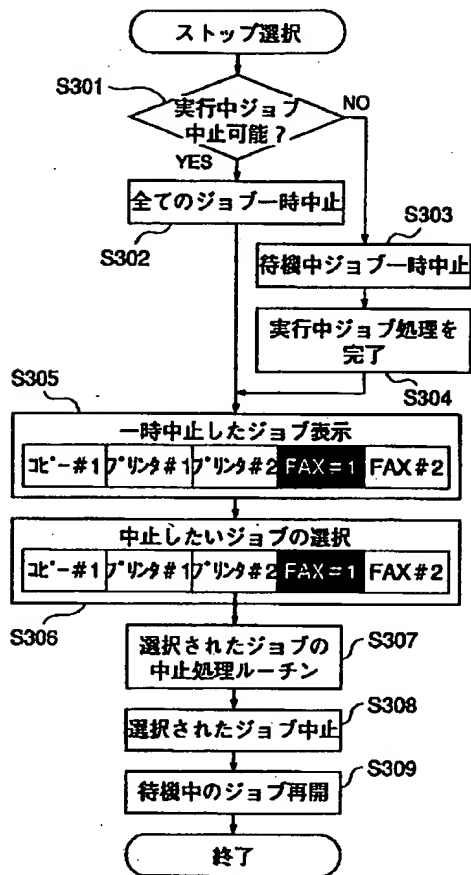 ストップ選択
S301
実行中ジョブ
中止可能？
NO
YES
全てのジョブ一時中止
S302
S303
待機中ジョブ一時中止
実行中ジョブ処理を
完了
S304
S305
一時中止したジョブ表示
ｺﾋﾟｰ#1 ﾌﾟﾘﾝﾀ#1 ﾌﾟﾘﾝﾀ#2 FAX#1 FAX#2
中止したいジョブの選択
ｺﾋﾟｰ#1 ﾌﾟﾘﾝﾀ#1 ﾌﾟﾘﾝﾀ#2 FAX#1 FAX#2
S306
選択されたジョブの
中止処理ルーチン
S307
選択されたジョブ中止
S308
待機中のジョブ再開
S309
終了